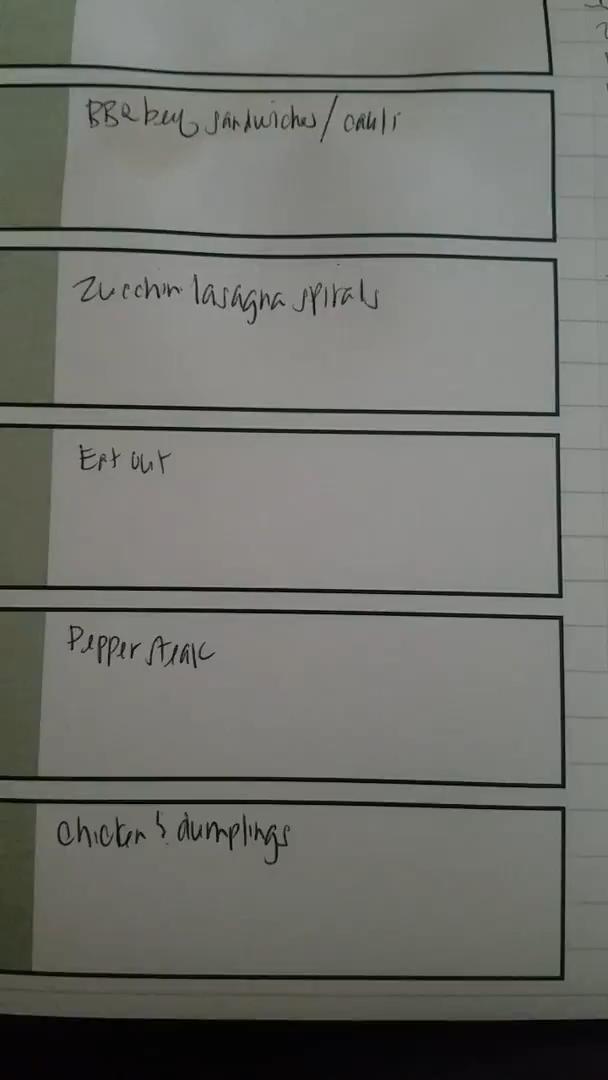 BBQ beef sandwiches / cauli
Zucchini lasagna spirals
Eat out
Pepper steak
Chicken & dumplings